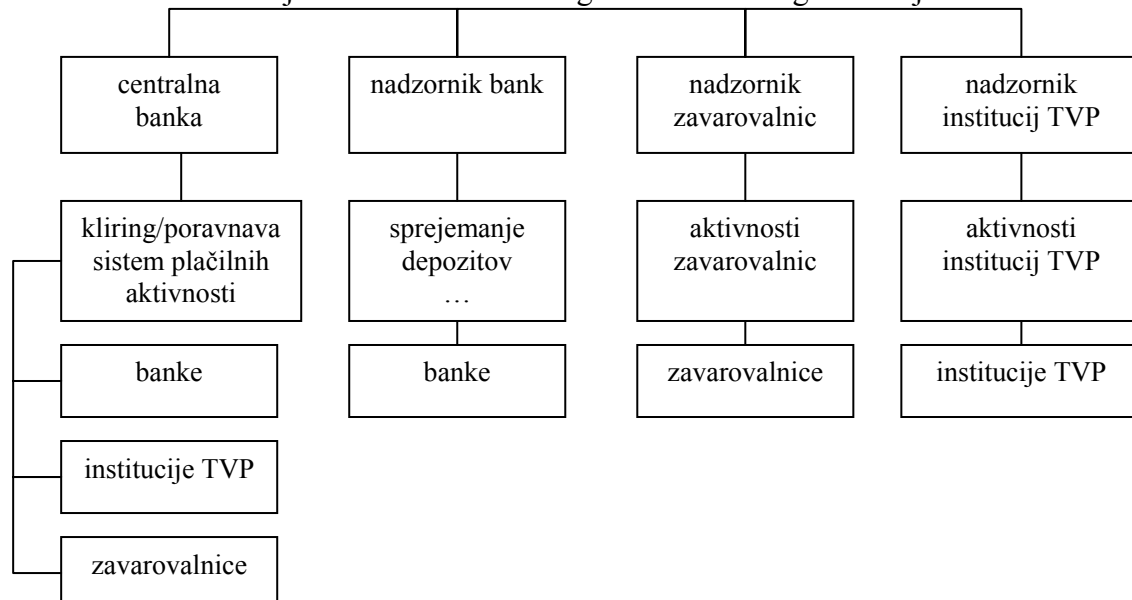 centralna
banka
nadzornik bank
nadzornik
zavarovalnic
nadzornik
institucij TVP
kliring/poravnava
sistem plačilnih
aktivnosti
sprejemanje
depozitov
…
aktivnosti
zavarovalnic
aktivnosti
institucij TVP
banke
banke
zavarovalnice
institucije TVP
institucije TVP
zavarovalnice